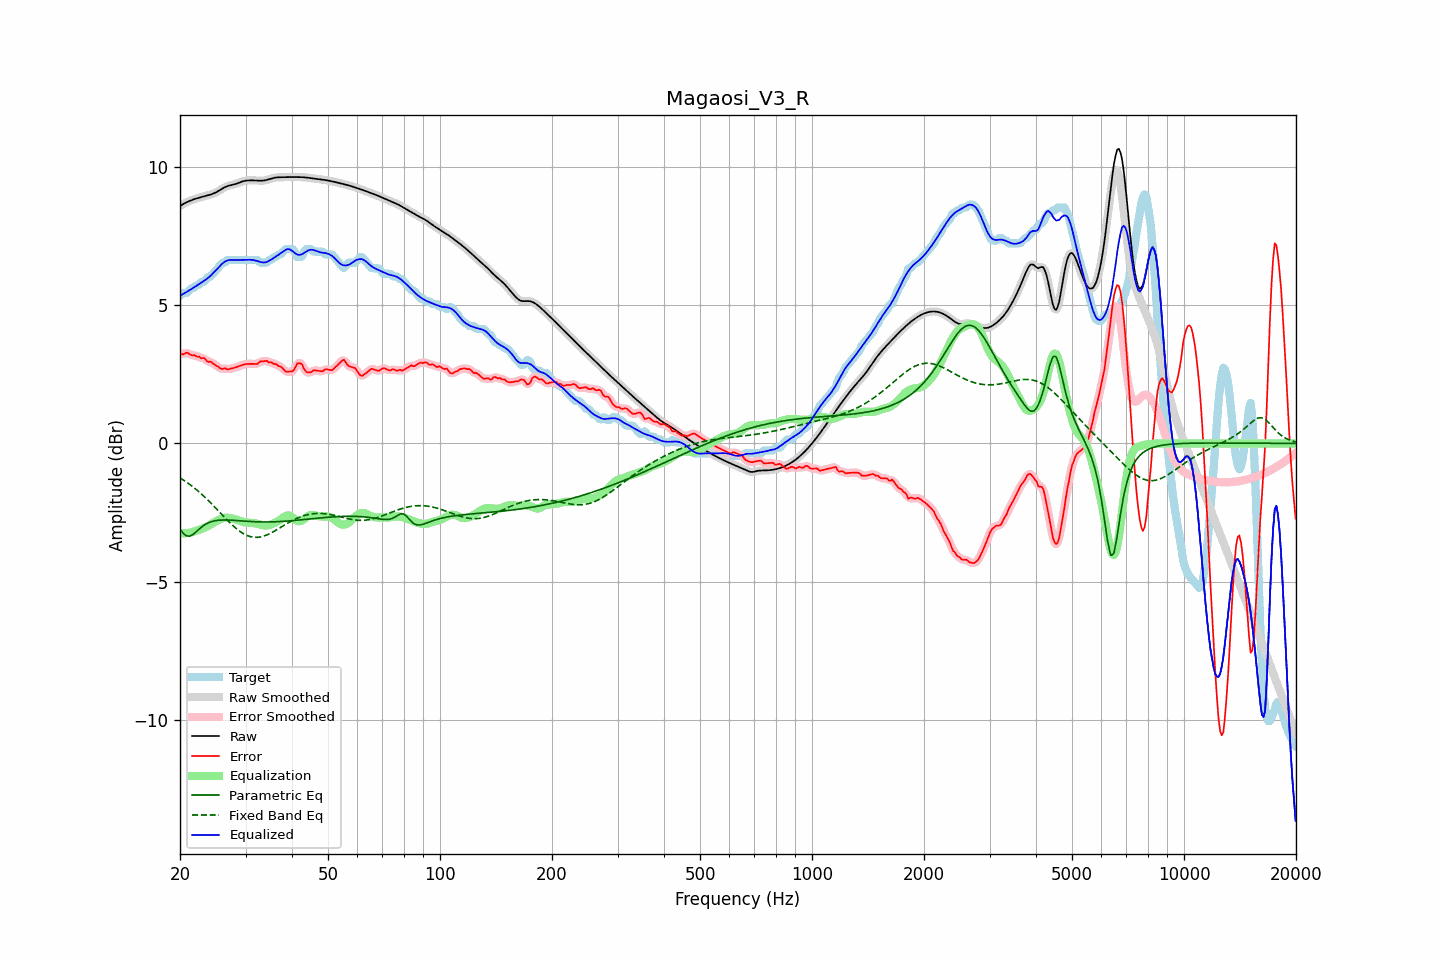 Magaosi_V3_R
Amplitude (dBr)
10
5
0
−5
−10
Target
Raw Smoothed
Error Smoothed
Raw
Error
Equalization
Parametric Eq
Fixed Band Eq
Equalized
20 50 100 200 500 1000 2000 5000 10000 20000
Frequency (Hz)